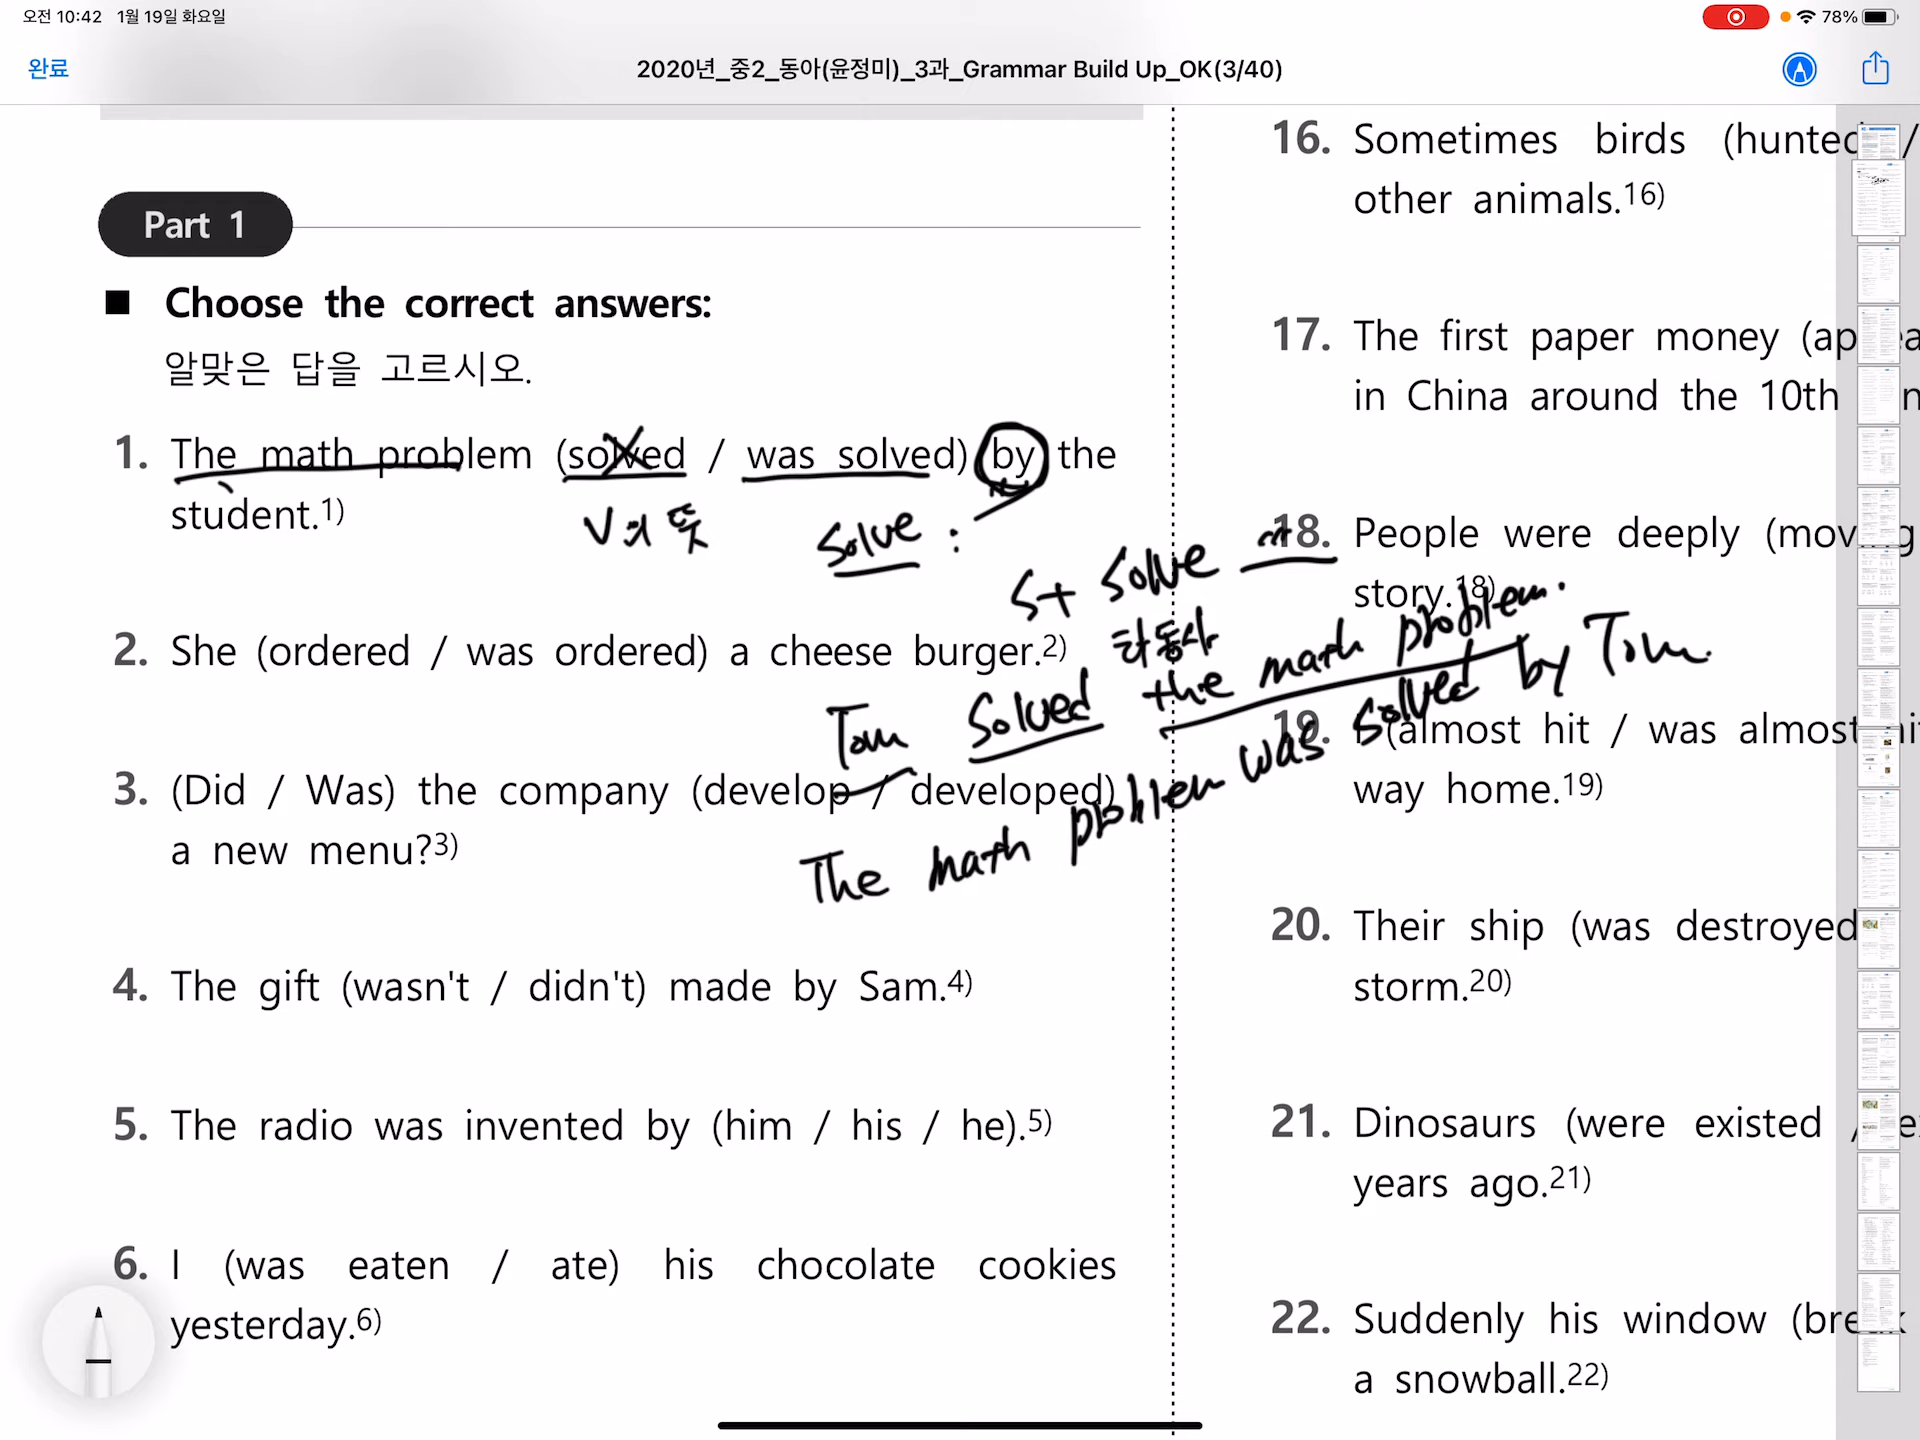 오전 10:42 1월 19일 화요일
78%
완료
2020년_중2_동아(윤정미)_3과_Grammar Build Up_OK(3/40)
Part 1
■ Choose the correct answers:
알맞은 답을 고르시오.
1. The math problem (solved / was solved) by the
student.1)
V의 뜻 solve :
S+ solve
타동사
2. She (ordered / was ordered) a cheese burger.2)
Tom solved the math problem.
The math problem was solved by Tom.
3. (Did / Was) the company (develop / developed)
a new menu?3)
4. The gift (wasn't / didn't) made by Sam.4)
5. The radio was invented by (him / his / he).5)
6. I (was eaten / ate) his chocolate cookies
yesterday.6)
16. Sometimes birds (hunted /
other animals.16)
17. The first paper money (
in China around the 10th
18. People were deeply (moving
story.18)
19. I (almost hit / was almost
way home.19)
20. Their ship (was destroyed
storm.20)
21. Dinosaurs (were existed /
years ago.21)
22. Suddenly his window (
a snowball.22)